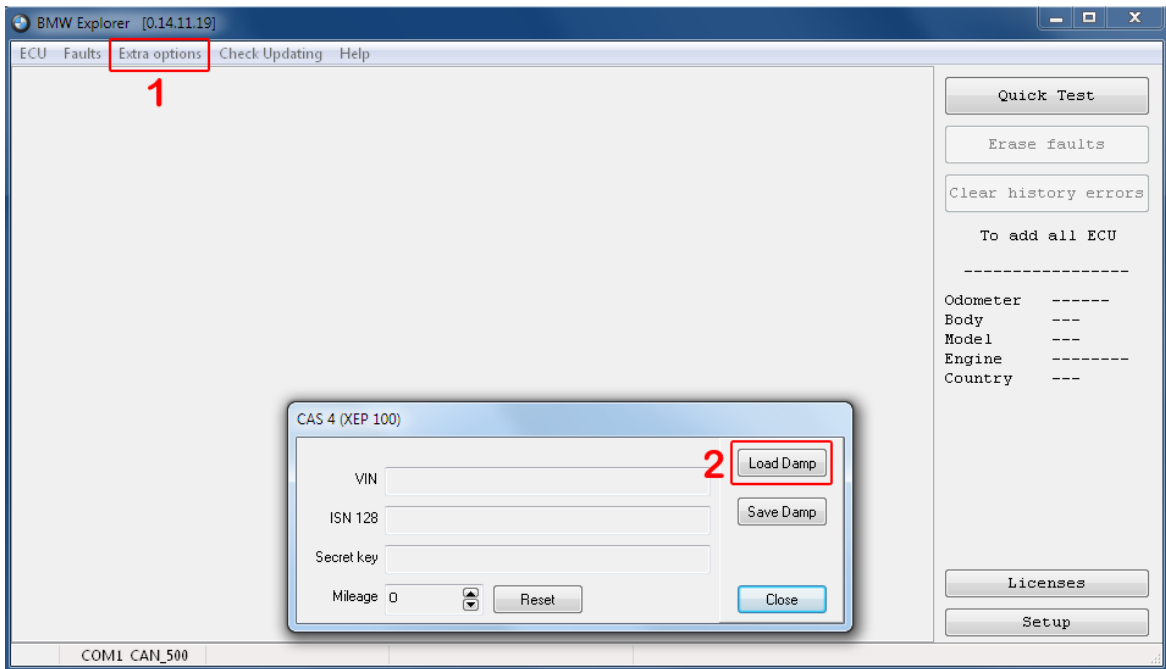 BMW Explorer [0.14.11.19]
ECU Faults Extra options Check Updating Help
1
Quick Test
Erase faults
Clear history errors
To add all ECU
-----------------
Odometer ------
Body ---
Model ---
Engine --------
Country ---
CAS 4 (XEP 100)
2
Load Damp
VIN
ISN 128
Save Damp
Secret key
Mileage 0
Reset
Close
Licenses
Setup
COM1 CAN_500